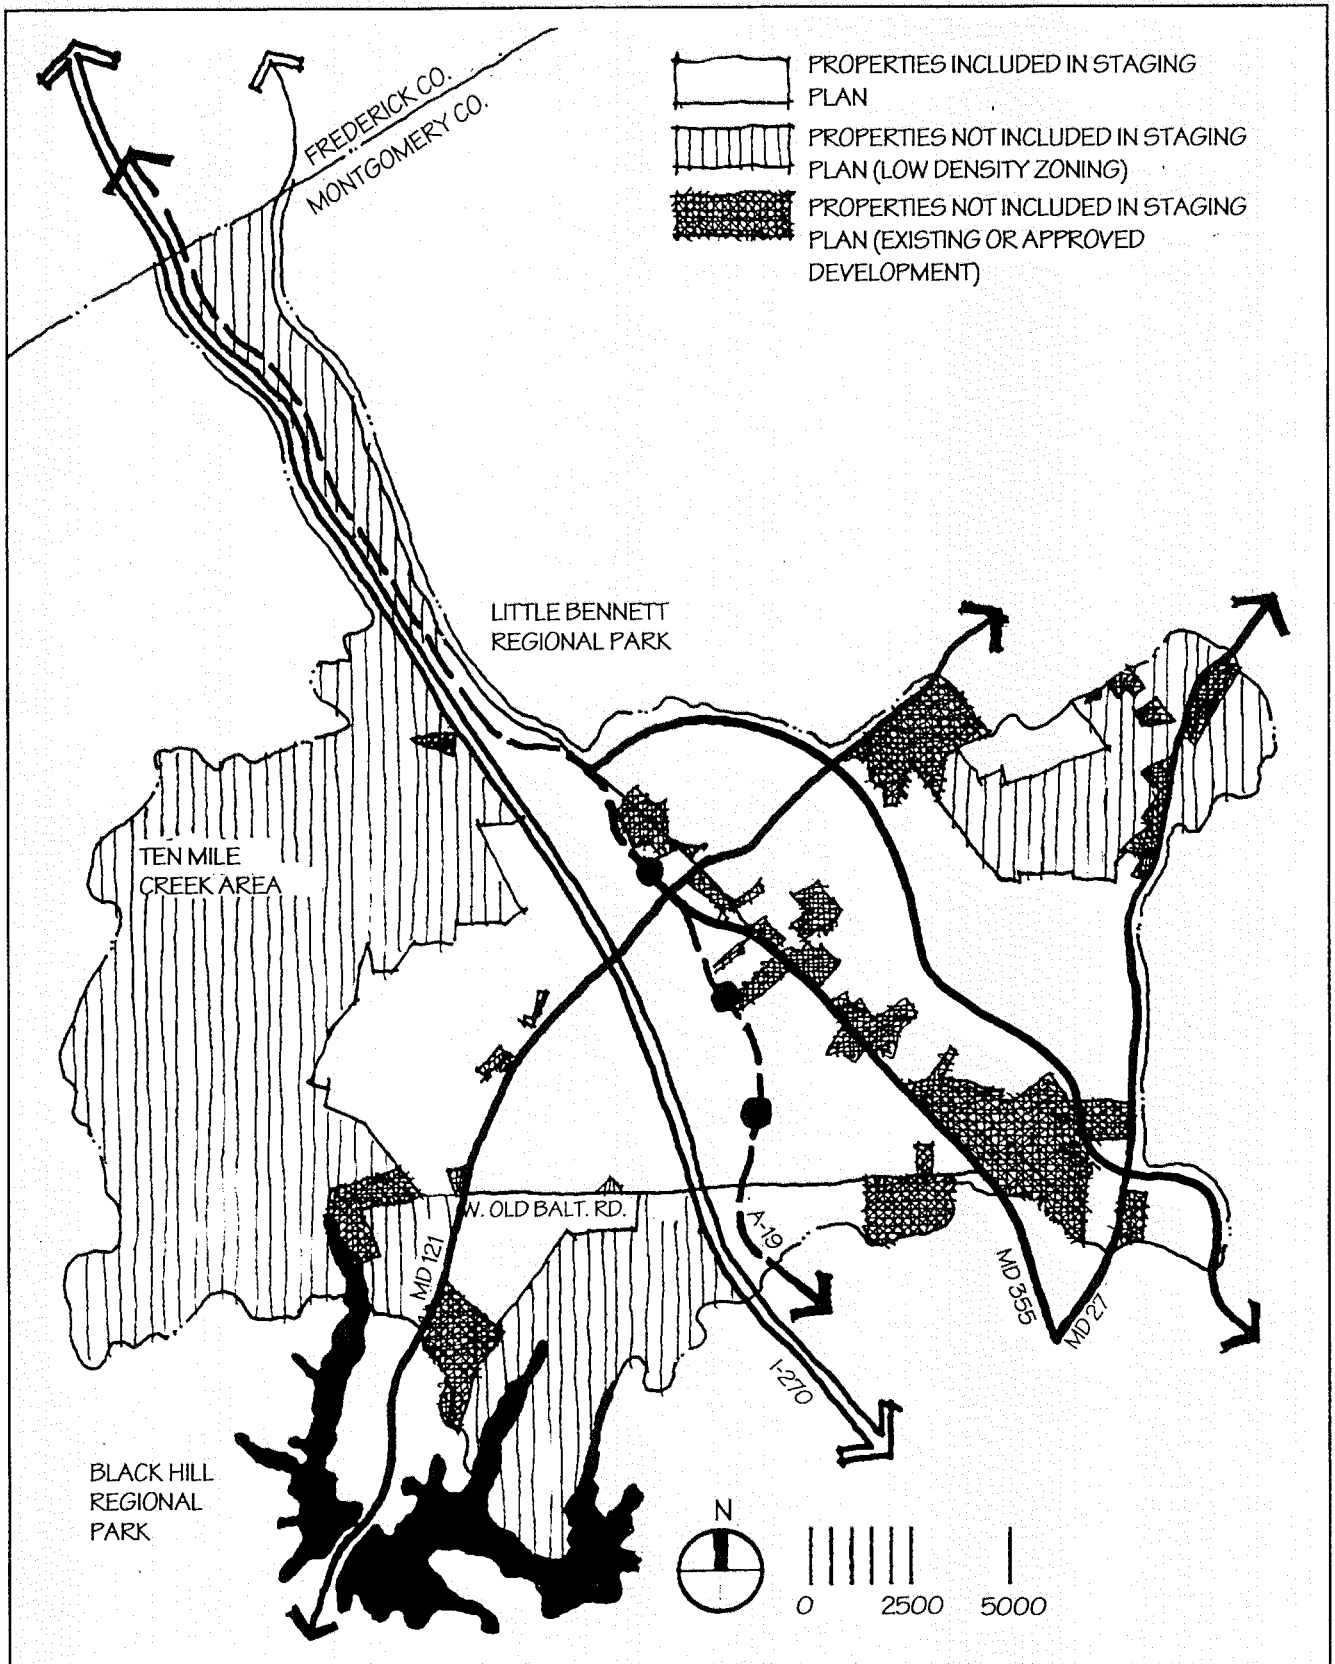 FREDERICK CO.
MONTGOMERY CO.
PROPERTIES INCLUDED IN STAGING
PLAN
PROPERTIES NOT INCLUDED IN STAGING
PLAN (LOW DENSITY ZONING)
PROPERTIES NOT INCLUDED IN STAGING
PLAN (EXISTING OR APPROVED
DEVELOPMENT)
LITTLE BENNETT
REGIONAL PARK
TEN MILE
CREEK AREA
W. OLD BALT. RD.
MD 121
A-19
MD 355
MD 27
I-270
BLACK HILL
REGIONAL
PARK
N
0 2500 5000